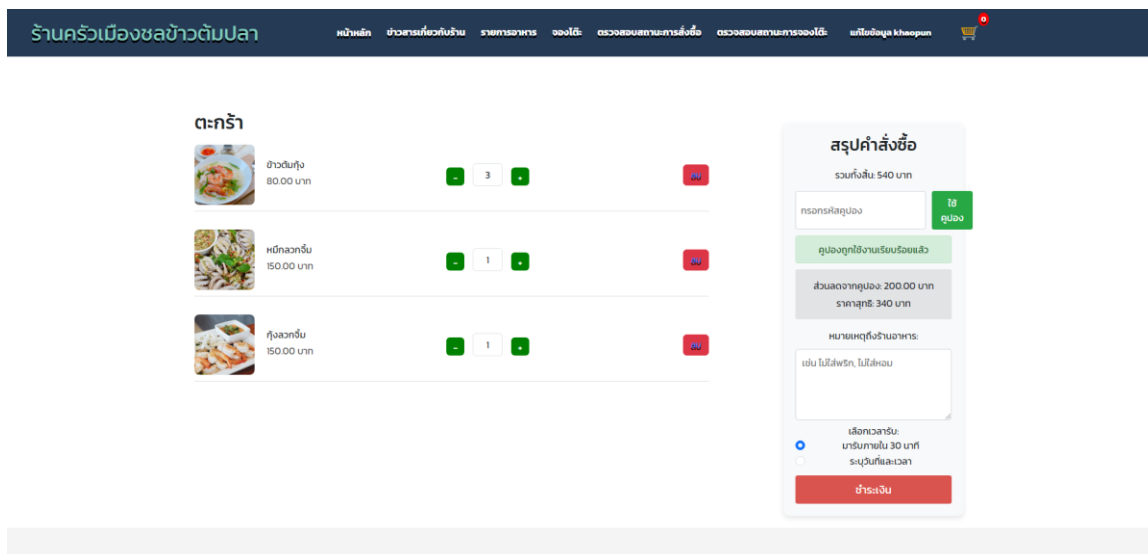 ร้านครัวเมืองชลข้าวต้มปลา
หน้าหลัก ข่าวสารเกี่ยวกับร้าน รายการอาหาร จองโต๊ะ ตรวจสอบสถานะการสั่งซื้อ ตรวจสอบสถานะการจองโต๊ะ แก้ไขข้อมูล khaopun 0
ตะกร้า
ข้าวต้มกุ้ง
80.00 บาท
- 3 +
ลบ
หมึกลวกจิ้ม
150.00 บาท
- 1 +
ลบ
กุ้งลวกจิ้ม
150.00 บาท
- 1 +
ลบ
สรุปคำสั่งซื้อ
รวมทั้งสิ้น: 540 บาท
กรอกรหัสคูปอง
ใช้
คูปอง
คูปองถูกใช้งานเรียบร้อยแล้ว
ส่วนลดจากคูปอง: 200.00 บาท
ราคาสุทธิ: 340 บาท
หมายเหตุถึงร้านอาหาร:
เช่น ไม่ใส่พริก, ไม่ใส่หอม
เลือกเวลารับ:
มารับภายใน 30 นาที
ระบุวันที่และเวลา
ชำระเงิน